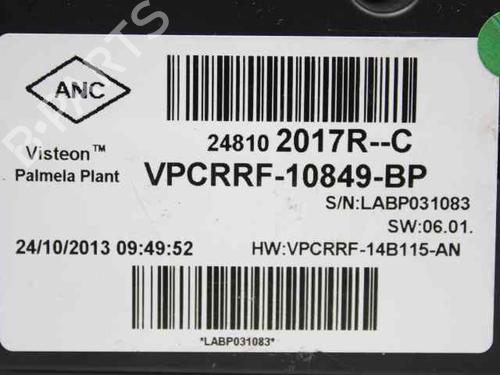 ANC
24810 2017R--C
Visteon™
Palmela Plant
VPCRRF-10849-BP
S/N:LABP031083
SW:06.01.
24/10/2013 09:49:52
HW:VPCRRF-14B115-AN
*LABP031083*
B-PARTS